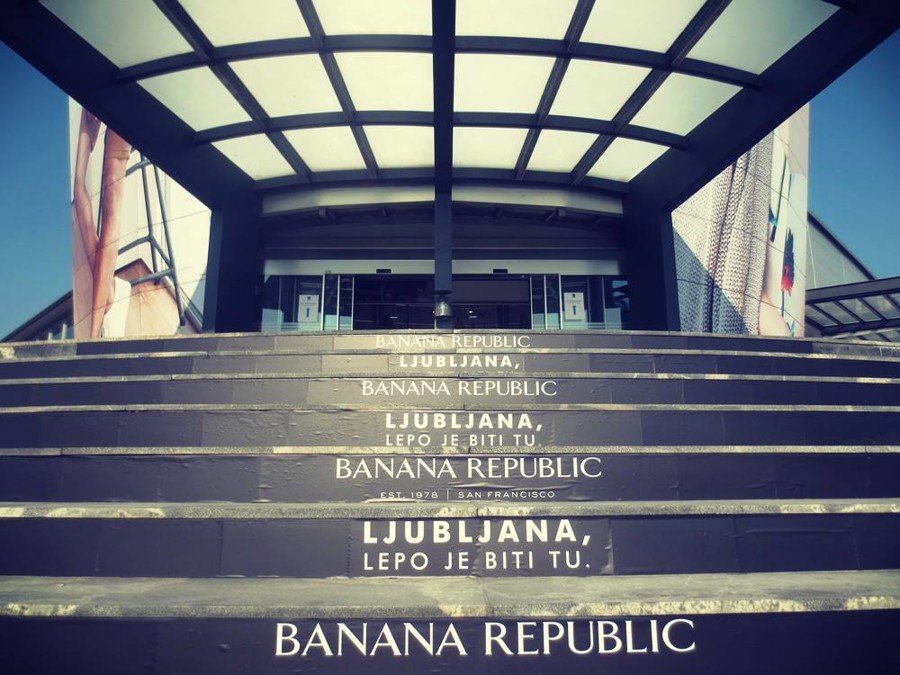 BANANA REPUBLIC
LJUBLJANA,
BANANA REPUBLIC
LJUBLJANA,
LEPO JE BITI TU.
BANANA REPUBLIC
EST. 1978 | SAN FRANCISCO
LJUBLJANA,
LEPO JE BITI TU.
BANANA REPUBLIC